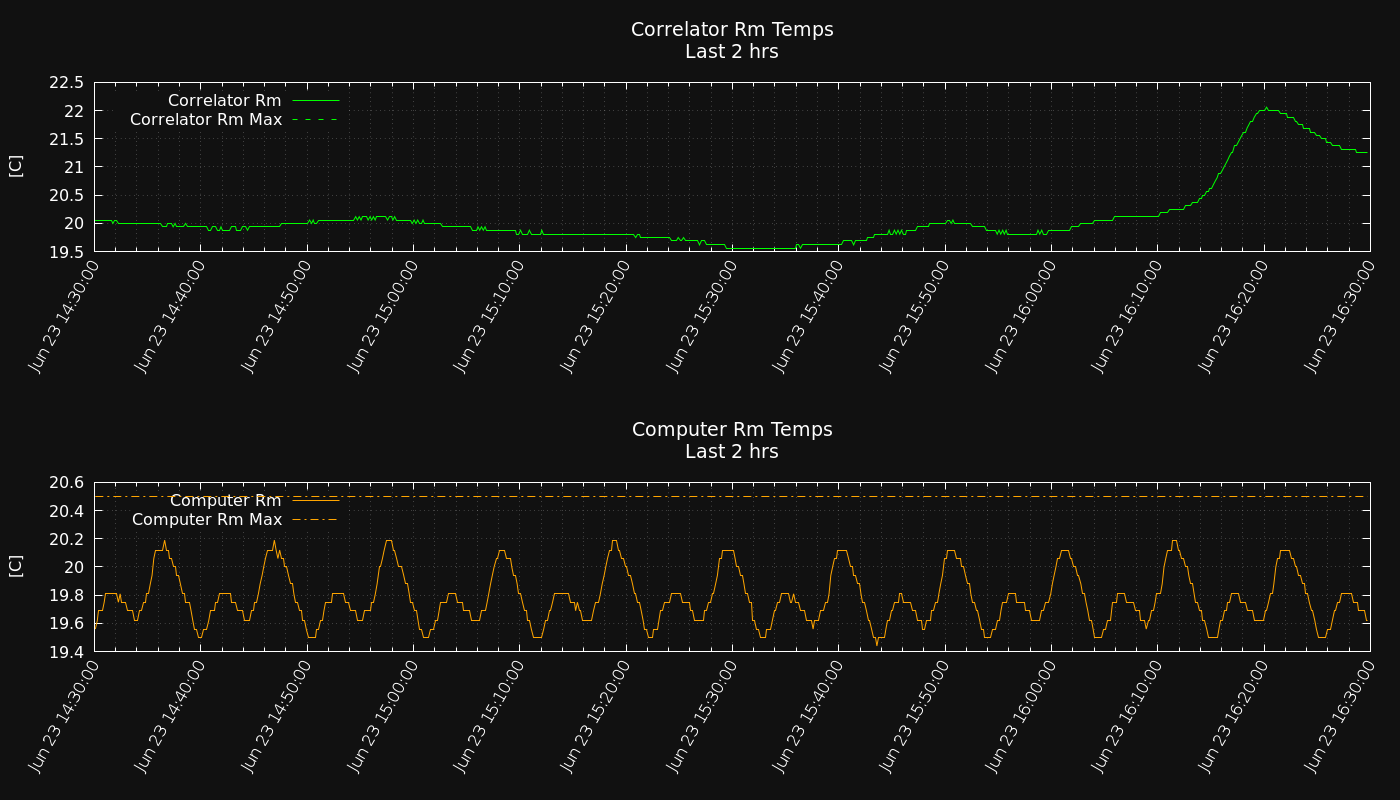 Correlator Rm Temps
Last 2 hrs
22.5
22
21.5
21
20.5
20
19.5
[C]
Correlator Rm
Correlator Rm Max
Jun 23 14:30:00
Jun 23 14:40:00
Jun 23 14:50:00
Jun 23 15:00:00
Jun 23 15:10:00
Jun 23 15:20:00
Jun 23 15:30:00
Jun 23 15:40:00
Jun 23 15:50:00
Jun 23 16:00:00
Jun 23 16:10:00
Jun 23 16:20:00
Jun 23 16:30:00
Computer Rm Temps
Last 2 hrs
20.6
20.4
20.2
20
19.8
19.6
19.4
[C]
Computer Rm
Computer Rm Max
Jun 23 14:30:00
Jun 23 14:40:00
Jun 23 14:50:00
Jun 23 15:00:00
Jun 23 15:10:00
Jun 23 15:20:00
Jun 23 15:30:00
Jun 23 15:40:00
Jun 23 15:50:00
Jun 23 16:00:00
Jun 23 16:10:00
Jun 23 16:20:00
Jun 23 16:30:00